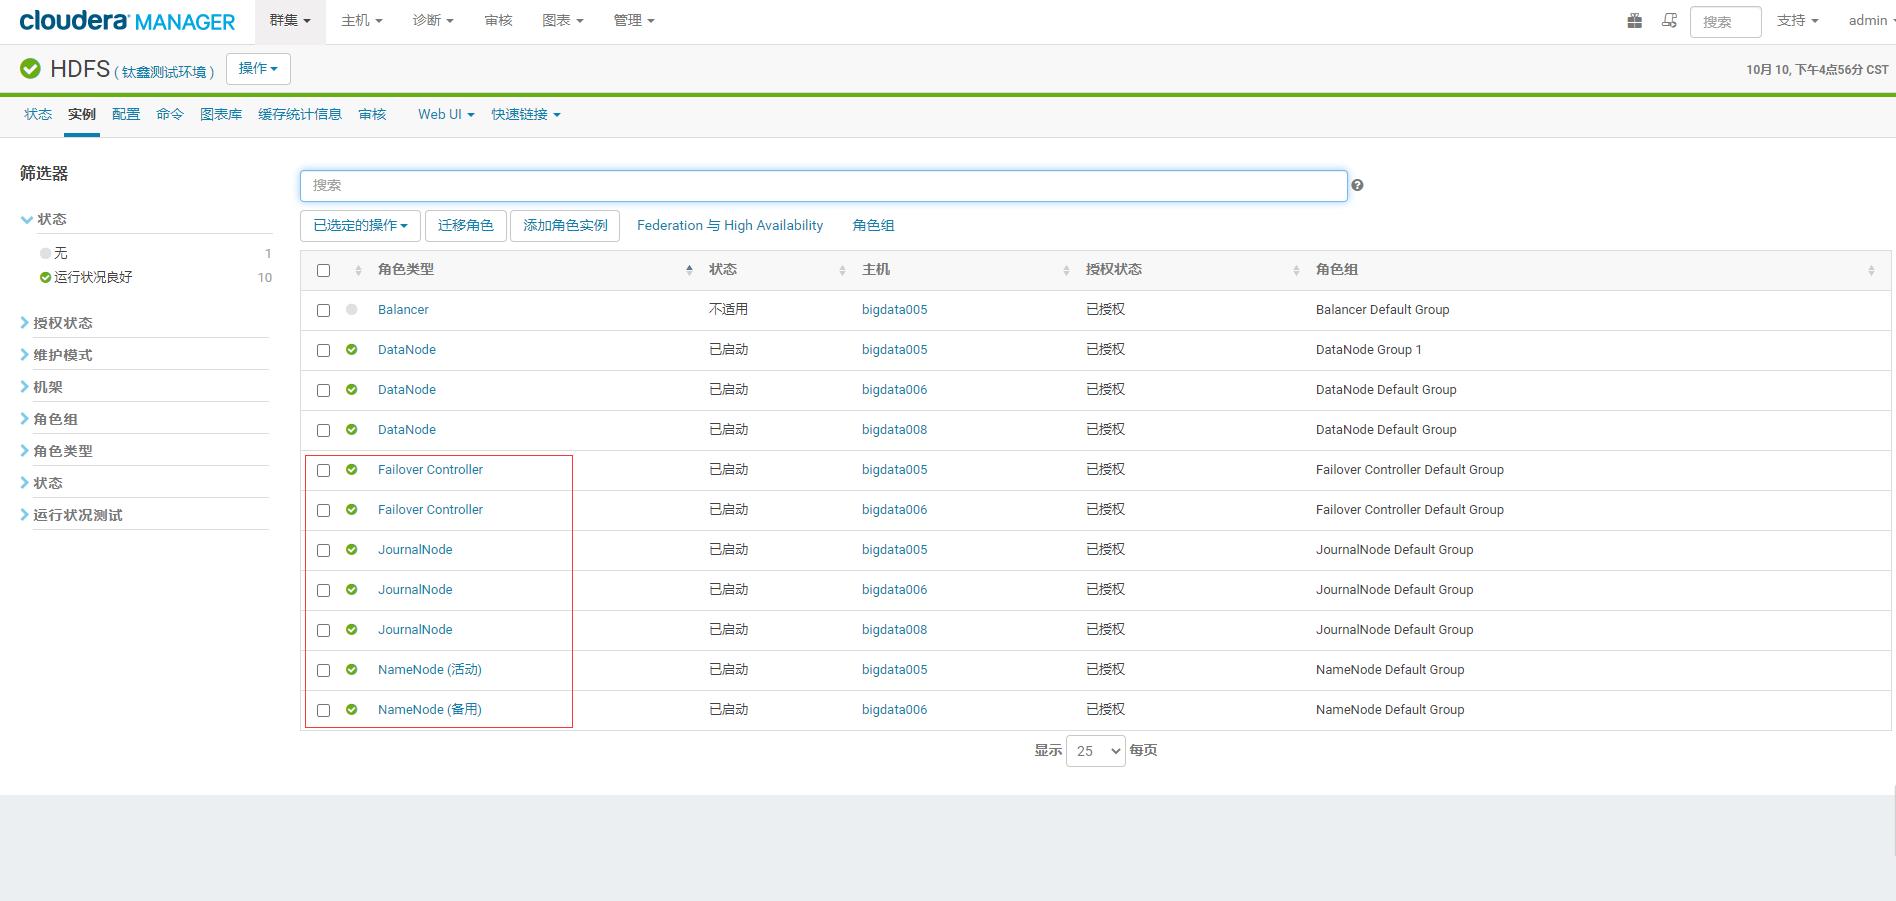 cloudera MANAGER 群集 主机 诊断 审核 图表 管理 搜索 支持 admin
HDFS (钛鑫测试环境) 操作 10月 10, 下午4点56分 CST
状态 实例 配置 命令 图表库 缓存统计信息 审核 Web UI 快速链接
筛选器
状态
无 1
运行状况良好 10
授权状态
维护模式
机架
角色组
角色类型
状态
运行状况测试
搜索
已选定的操作 迁移角色 添加角色实例 Federation 与 High Availability 角色组
角色类型 状态 主机 授权状态 角色组
Balancer 不适用 bigdata005 已授权 Balancer Default Group
DataNode 已启动 bigdata005 已授权 DataNode Group 1
DataNode 已启动 bigdata006 已授权 DataNode Default Group
DataNode 已启动 bigdata008 已授权 DataNode Default Group
Failover Controller 已启动 bigdata005 已授权 Failover Controller Default Group
Failover Controller 已启动 bigdata006 已授权 Failover Controller Default Group
JournalNode 已启动 bigdata005 已授权 JournalNode Default Group
JournalNode 已启动 bigdata006 已授权 JournalNode Default Group
JournalNode 已启动 bigdata008 已授权 JournalNode Default Group
NameNode (活动) 已启动 bigdata005 已授权 NameNode Default Group
NameNode (备用) 已启动 bigdata006 已授权 NameNode Default Group
显示 25 每页